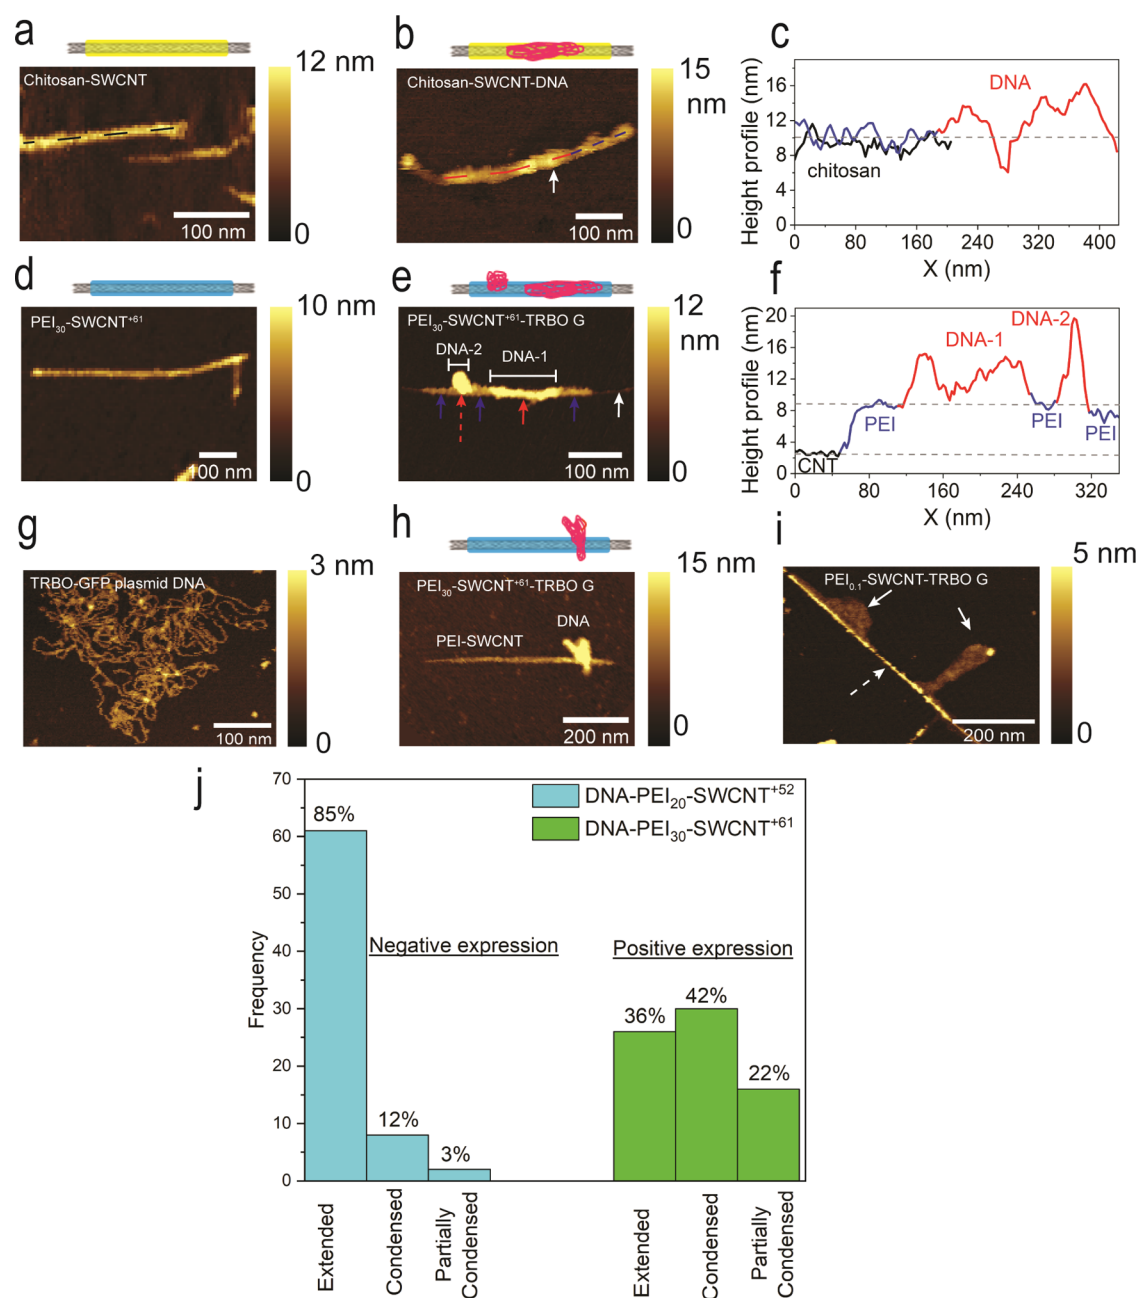 a
Chitosan-SWCNT
12 nm
0
100 nm
b
Chitosan-SWCNT-DNA
15
nm
0
100 nm
c
Height profile (nm)
16
12
8
4
0 80 160 240 320 400
X (nm)
DNA
chitosan
d
PEI30-SWCNT+61
10 nm
0
100 nm
e
PEI30-SWCNT+61-TRBO G
DNA-2 DNA-1
12
nm
0
100 nm
f
Height profile (nm)
20
16
12
8
4
0
0 80 160 240 320
X (nm)
DNA-2
DNA-1
PEI PEI PEI
CNT
g
TRBO-GFP plasmid DNA
3 nm
0
100 nm
h
PEI30-SWCNT+61-TRBO G
DNA
PEI-SWCNT
15 nm
0
200 nm
i
PEI0.1-SWCNT-TRBO G
5 nm
0
200 nm
j
70
60
50
40
30
20
10
0
Frequency
DNA-PEI20-SWCNT+52
DNA-PEI30-SWCNT+61
85%
Negative expression
Positive expression
12%
3%
36%
42%
22%
Extended
Condensed
Partially
Condensed
Extended
Condensed
Partially
Condensed